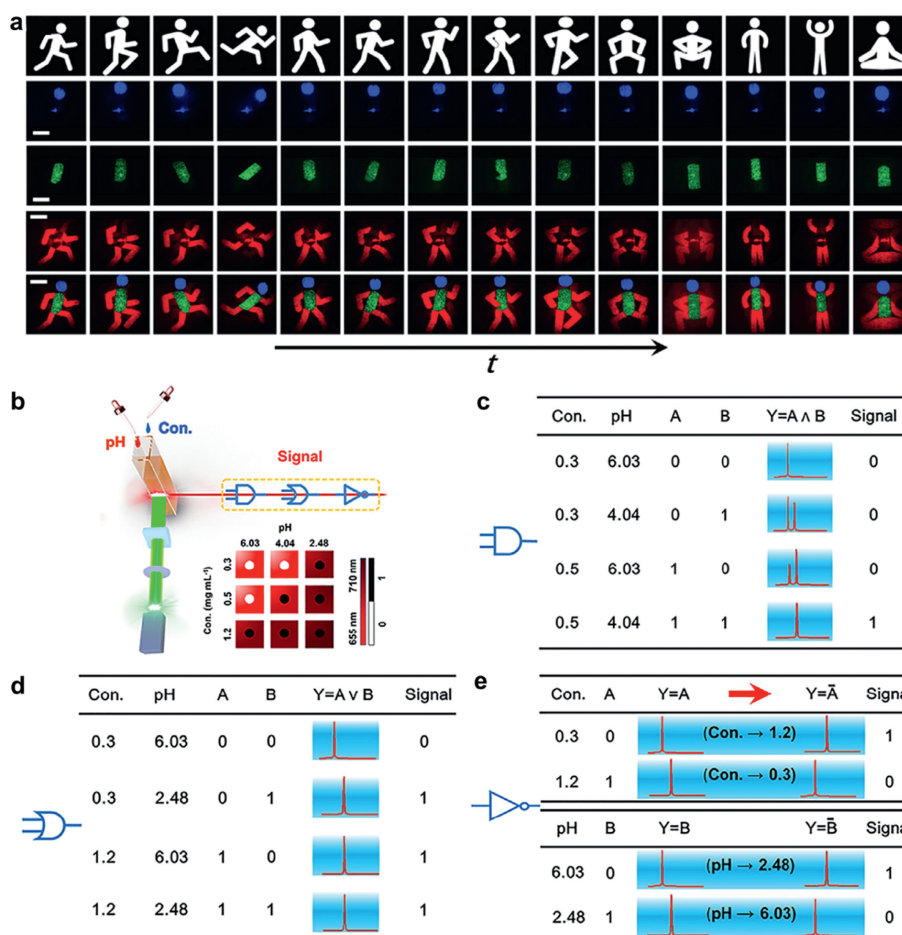 a
t
b
pH
Con.
Signal
pH
6.03 4.04 2.48
Con. (mg mL⁻¹)
0.3
0.5
1.2
655 nm 710 nm
0 1
c
Con. pH A B Y=A ∧ B Signal
0.3 6.03 0 0 0
0.3 4.04 0 1 0
0.5 6.03 1 0 0
0.5 4.04 1 1 1
d
Con. pH A B Y=A ∨ B Signal
0.3 6.03 0 0 0
0.3 2.48 0 1 1
1.2 6.03 1 0 1
1.2 2.48 1 1 1
e
Con. A Y=A Y=Ā Signa
0.3 0 (Con. → 1.2) 1
1.2 1 (Con. → 0.3) 0
pH B Y=B Y=B̄ Signa
6.03 0 (pH → 2.48) 1
2.48 1 (pH → 6.03) 0